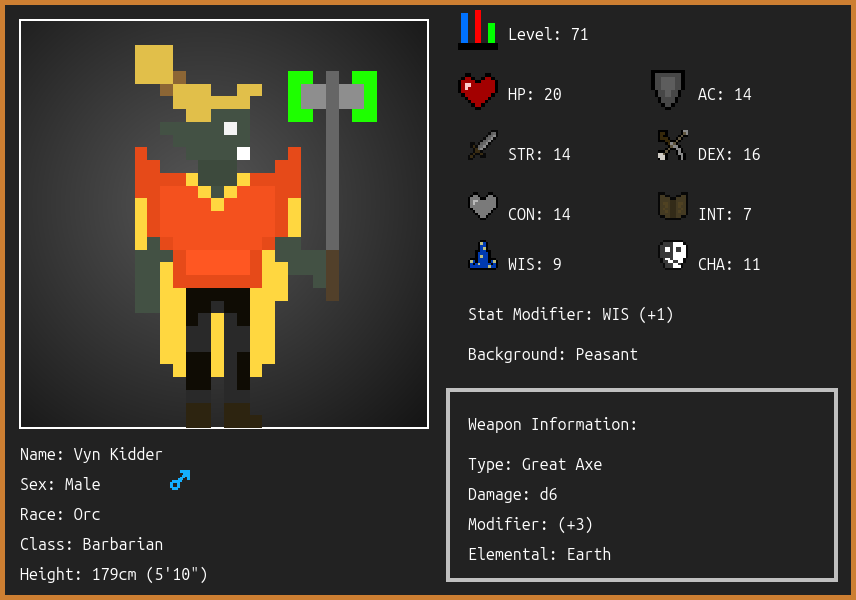 Level: 71
HP: 20
AC: 14
STR: 14
DEX: 16
CON: 14
INT: 7
WIS: 9
CHA: 11
Stat Modifier: WIS (+1)
Background: Peasant
Weapon Information:
Type: Great Axe
Damage: d6
Modifier: (+3)
Elemental: Earth
Name: Vyn Kidder
Sex: Male
Race: Orc
Class: Barbarian
Height: 179cm (5'10")